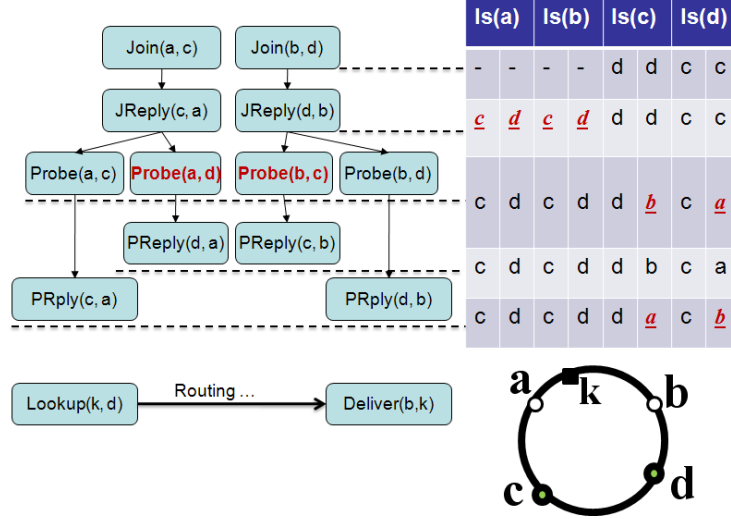 ls(a) ls(b) ls(c) ls(d)
Join(a, c) Join(b, d)
- - - - d d c c
JReply(c, a) JReply(d, b)
c d c d d d c c
Probe(a, c) Probe(a, d) Probe(b, c) Probe(b, d)
c d c d d b c a
PReply(d, a) PReply(c, b)
c d c d d b c a
PRply(c, a) PRply(d, b)
c d c d d a c b
Lookup(k, d) Routing ... Deliver(b,k)
a k b
c d